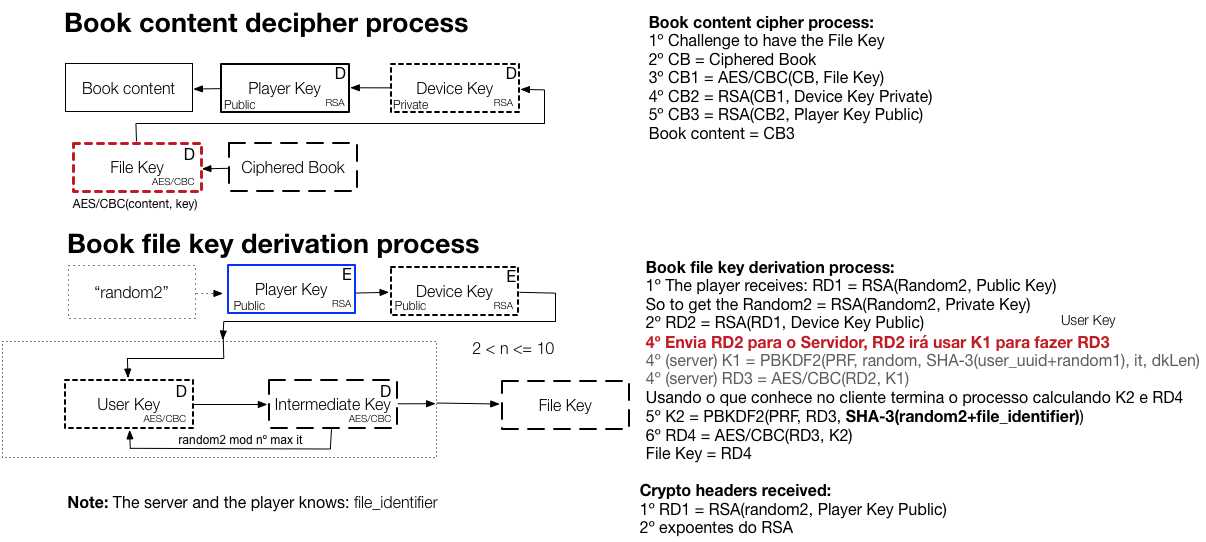 Book content decipher process
Book content
Player Key
D
Public
RSA
Device Key
D
Private
RSA
File Key
D
AES/CBC
Ciphered Book
AES/CBC(content, key)
Book content cipher process:
1º Challenge to have the File Key
2º CB = Ciphered Book
3º CB1 = AES/CBC(CB, File Key)
4º CB2 = RSA(CB1, Device Key Private)
5º CB3 = RSA(CB2, Player Key Public)
Book content = CB3
Book file key derivation process
“random2”
Player Key
E
Public
RSA
Device Key
E
Public
RSA
2 < n <= 10
User Key
D
AES/CBC
Intermediate Key
D
AES/CBC
File Key
random2 mod nº max it
Note: The server and the player knows: file_identifier
Book file key derivation process:
1º The player receives: RD1 = RSA(Random2, Public Key)
So to get the Random2 = RSA(Random2, Private Key)
2º RD2 = RSA(RD1, Device Key Public)
User Key
4º Envia RD2 para o Servidor, RD2 irá usar K1 para fazer RD3
4º (server) K1 = PBKDF2(PRF, random, SHA-3(user_uuid+random1), it, dkLen)
4º (server) RD3 = AES/CBC(RD2, K1)
Usando o que conhece no cliente termina o processo calculando K2 e RD4
5º K2 = PBKDF2(PRF, RD3, SHA-3(random2+file_identifier))
6º RD4 = AES/CBC(RD3, K2)
File Key = RD4
Crypto headers received:
1º RD1 = RSA(random2, Player Key Public)
2º expoentes do RSA